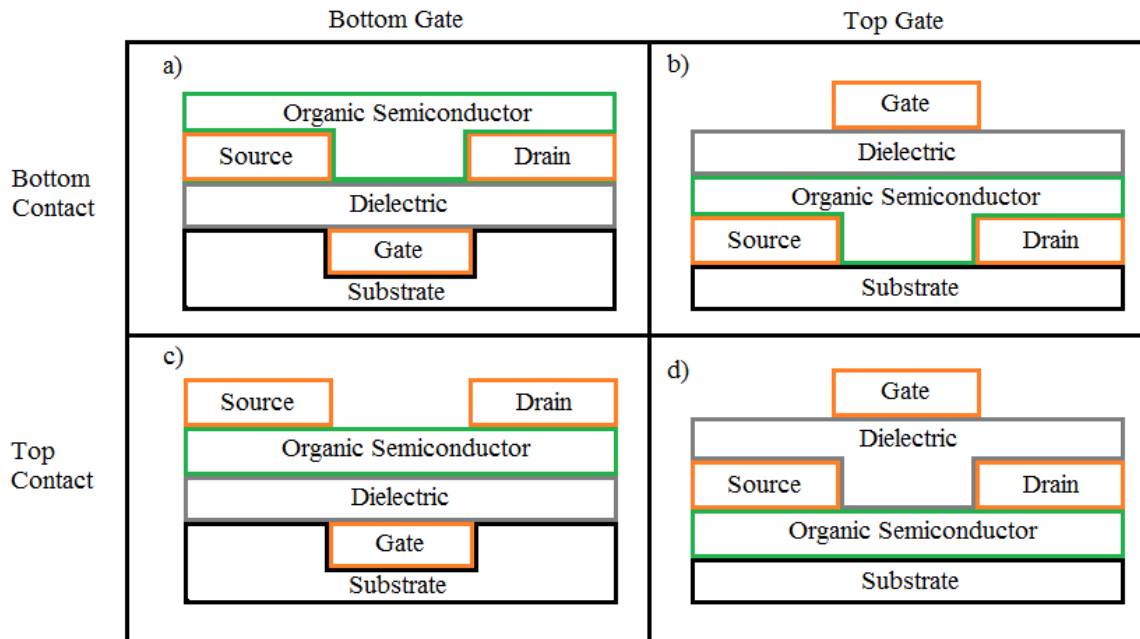 Bottom Gate
Top Gate
Bottom
Contact
a)
Organic Semiconductor
Source
Drain
Dielectric
Gate
Substrate
b)
Gate
Dielectric
Organic Semiconductor
Source
Drain
Substrate
Top
Contact
c)
Source
Drain
Organic Semiconductor
Dielectric
Gate
Substrate
d)
Gate
Dielectric
Source
Drain
Organic Semiconductor
Substrate